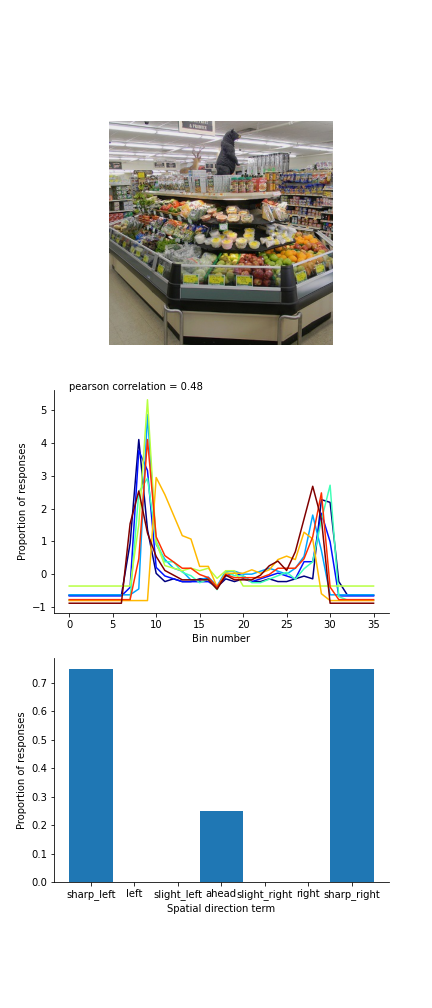 pearson correlation = 0.48
5
4
3
2
1
0
−1
Proportion of responses
0 5 10 15 20 25 30 35
Bin number
0.7
0.6
0.5
0.4
0.3
0.2
0.1
0.0
Proportion of responses
sharp_left left slight_left ahead slight_right right sharp_right
Spatial direction term